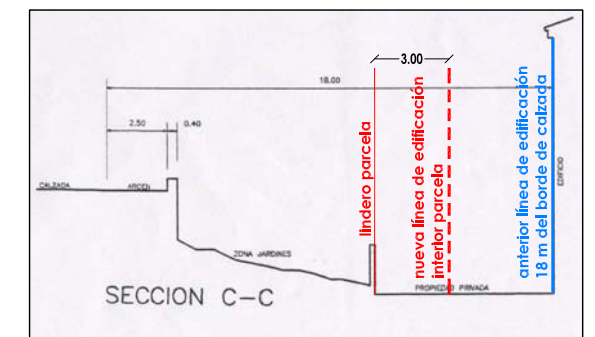 3.00
18.00
2.50
0.40
lindero parcela
nueva línea de edificación
interior parcela
anterior línea de edificación
18 m del borde de calzada
EDIFICIO
CALZADA
ARCEN
ZONA JARDINES
PROPIEDAD PRIVADA
SECCION C-C